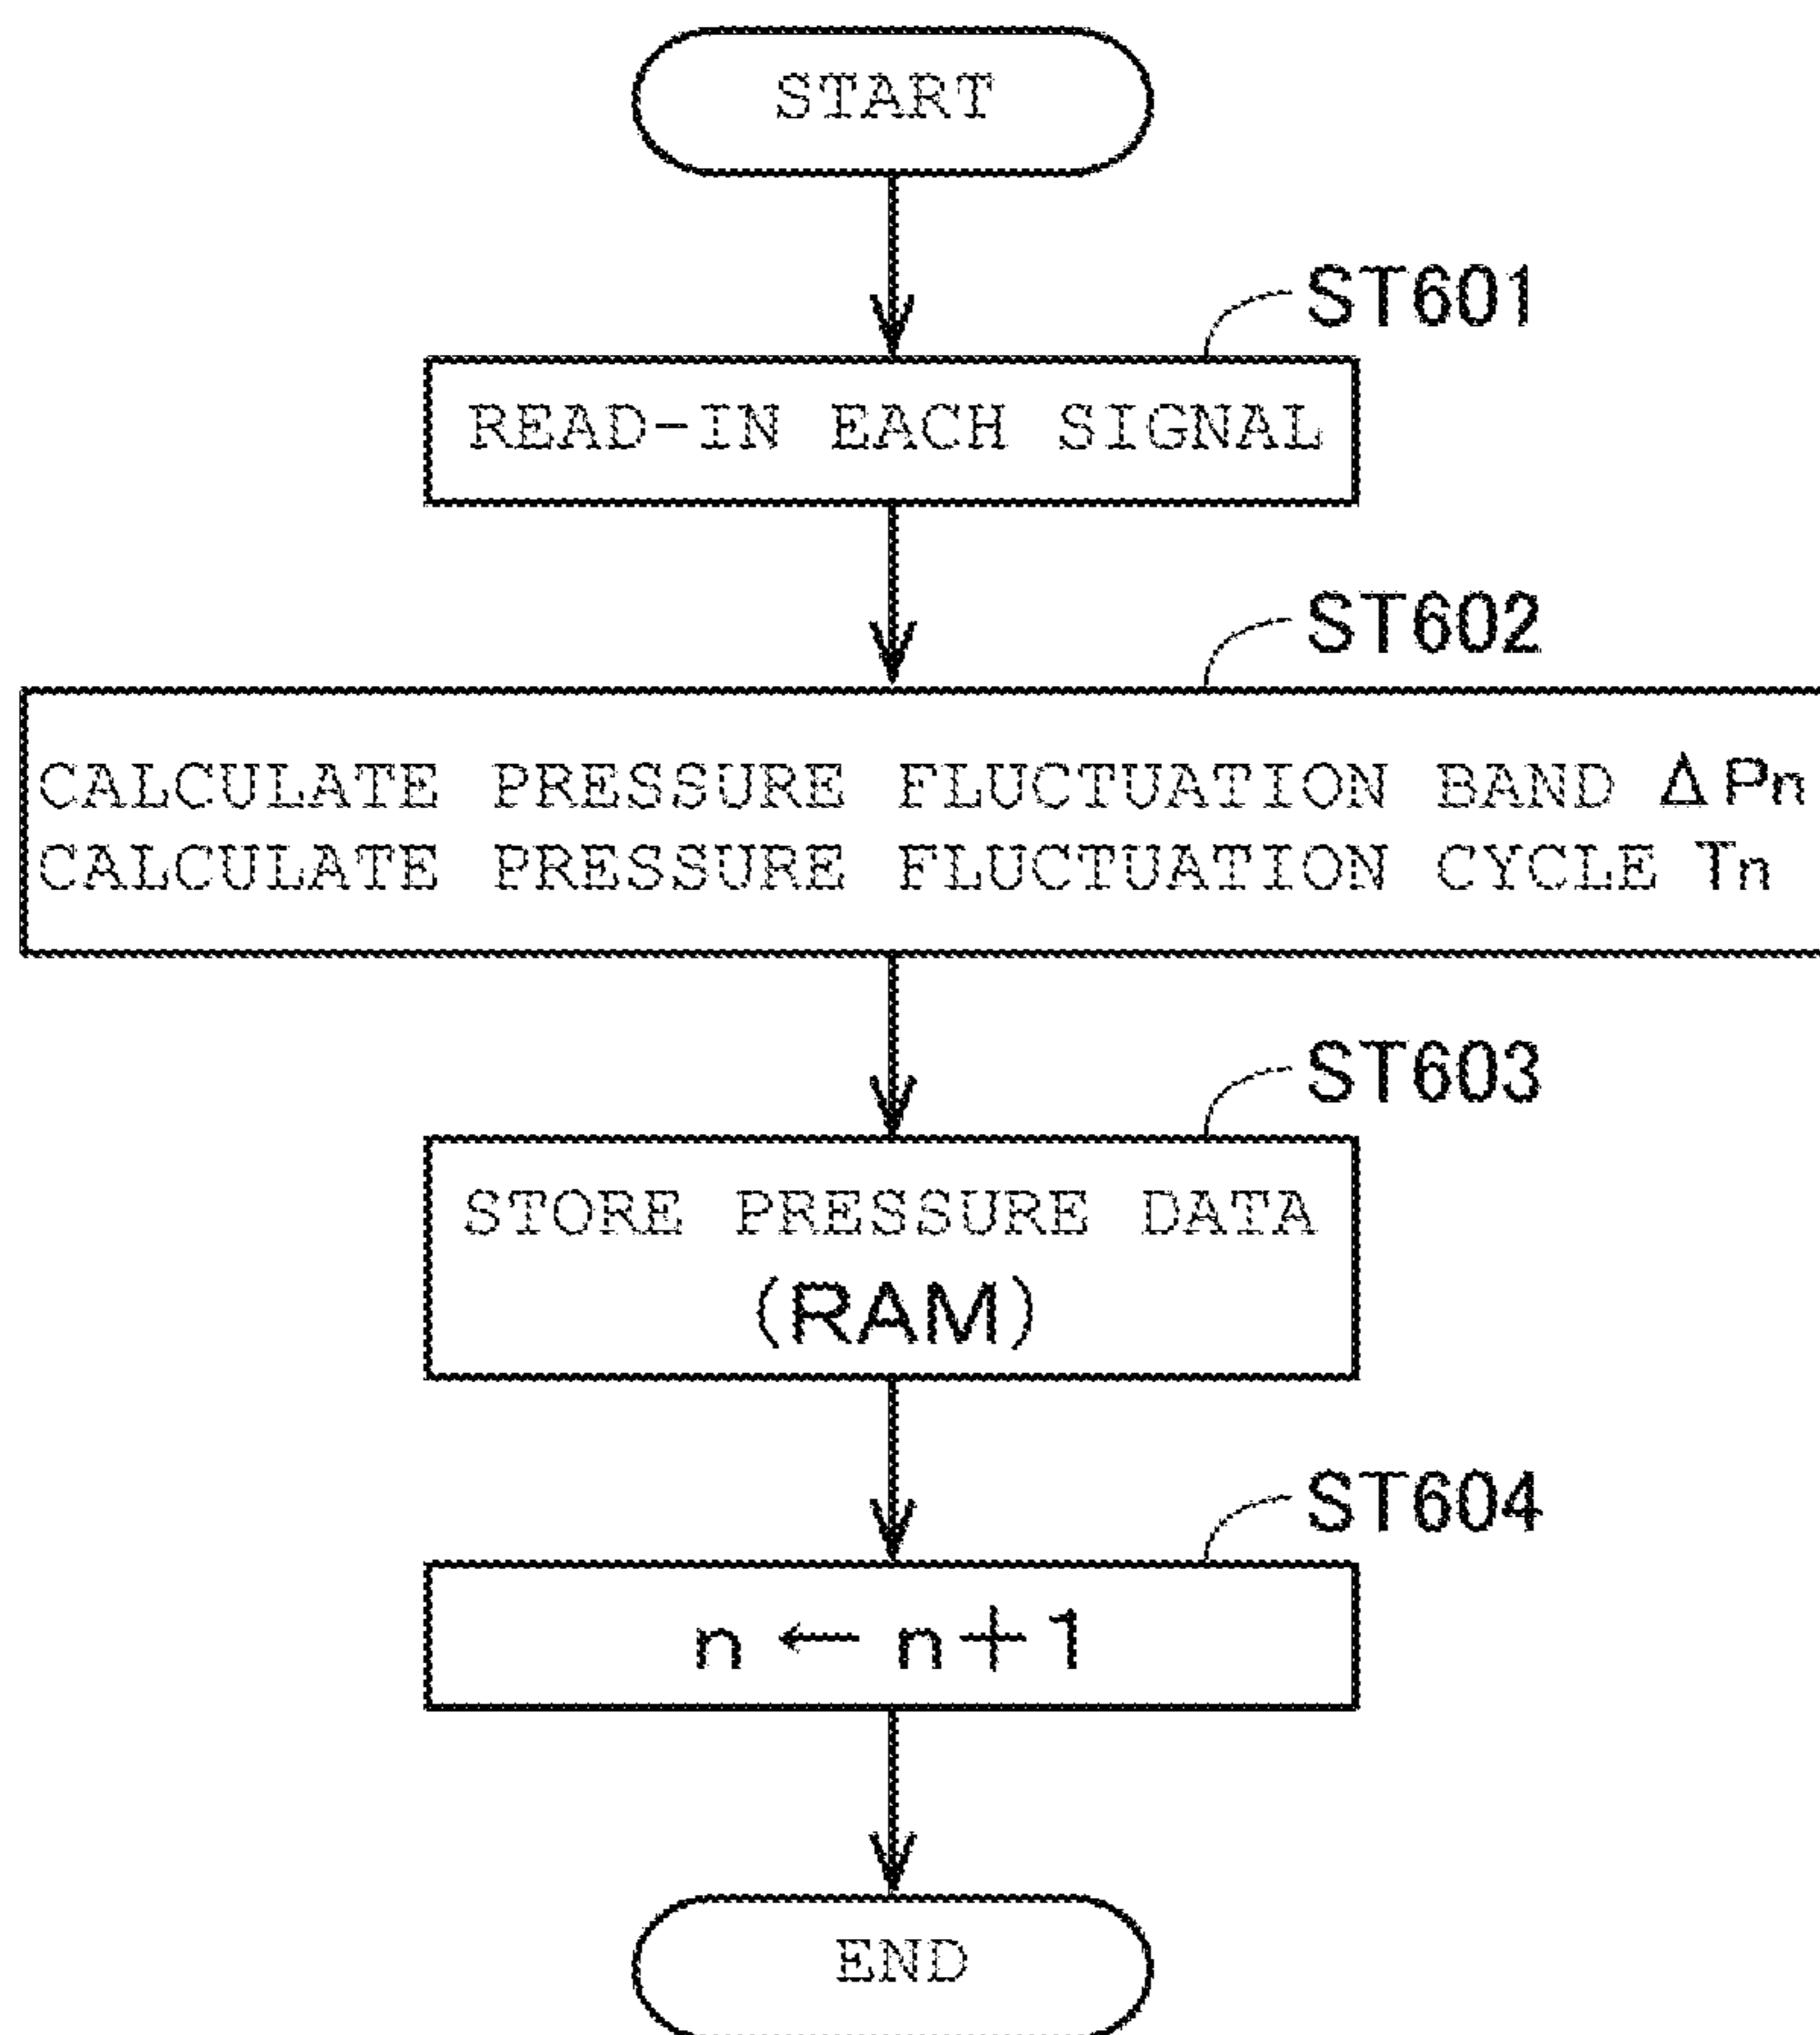 START
ST601
READ-IN EACH SIGNAL
ST602
CALCULATE PRESSURE FLUCTUATION BAND ΔPn
CALCULATE PRESSURE FLUCTUATION CYCLE Tn
ST603
STORE PRESSURE DATA
(RAM)
ST604
n ← n+1
END